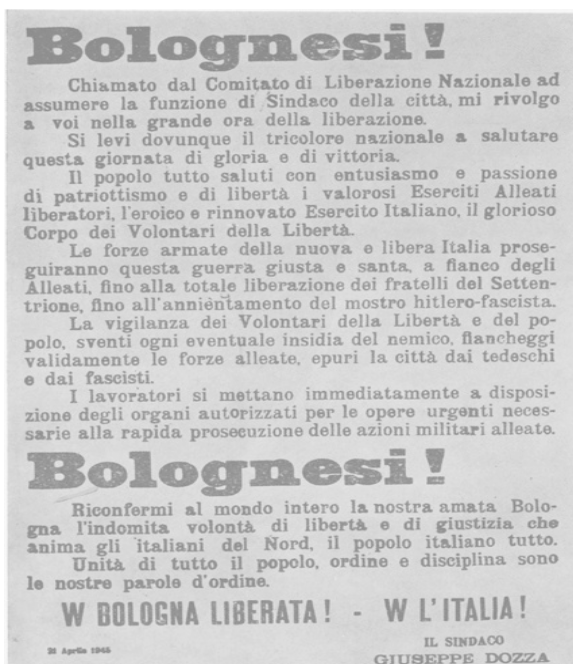 Bolognesi!
Chiamato dal Comitato di Liberazione Nazionale ad
assumere la funzione di Sindaco della città, mi rivolgo
a voi nella grande ora della liberazione.
Si levi dovunque il tricolore nazionale a salutare
questa giornata di gloria e di vittoria.
Il popolo tutto saluti con entusiasmo e passione
di patriottismo e di libertà i valorosi Eserciti Alleati
liberatori, l'eroico e rinnovato Esercito Italiano, il glorioso
Corpo dei Volontari della Libertà.
Le forze armate della nuova e libera Italia prose-
guiranno questa guerra giusta e santa, a fianco degli
Alleati, fino alla totale liberazione dei fratelli del Setten-
trione, fino all'annientamento del mostro hitlero-fascista.
La vigilanza dei Volontari della Libertà e del po-
polo, sventi ogni eventuale insidia del nemico, fiancheggi
validamente le forze alleate, epuri la città dai tedeschi
e dai fascisti.
I lavoratori si mettano immediatamente a disposi-
zione degli organi autorizzati per le opere urgenti neces-
sarie alla rapida prosecuzione delle azioni militari alleate.
Bolognesi!
Riconfermi al mondo intero la nostra amata Bolo-
gna l'indomita volontà di libertà e di giustizia che
anima gli italiani del Nord, il popolo italiano tutto.
Unità di tutto il popolo, ordine e disciplina sono
le nostre parole d'ordine.
W BOLOGNA LIBERATA! - W L'ITALIA!
21 Aprile 1945
IL SINDACO
GIUSEPPE DOZZA